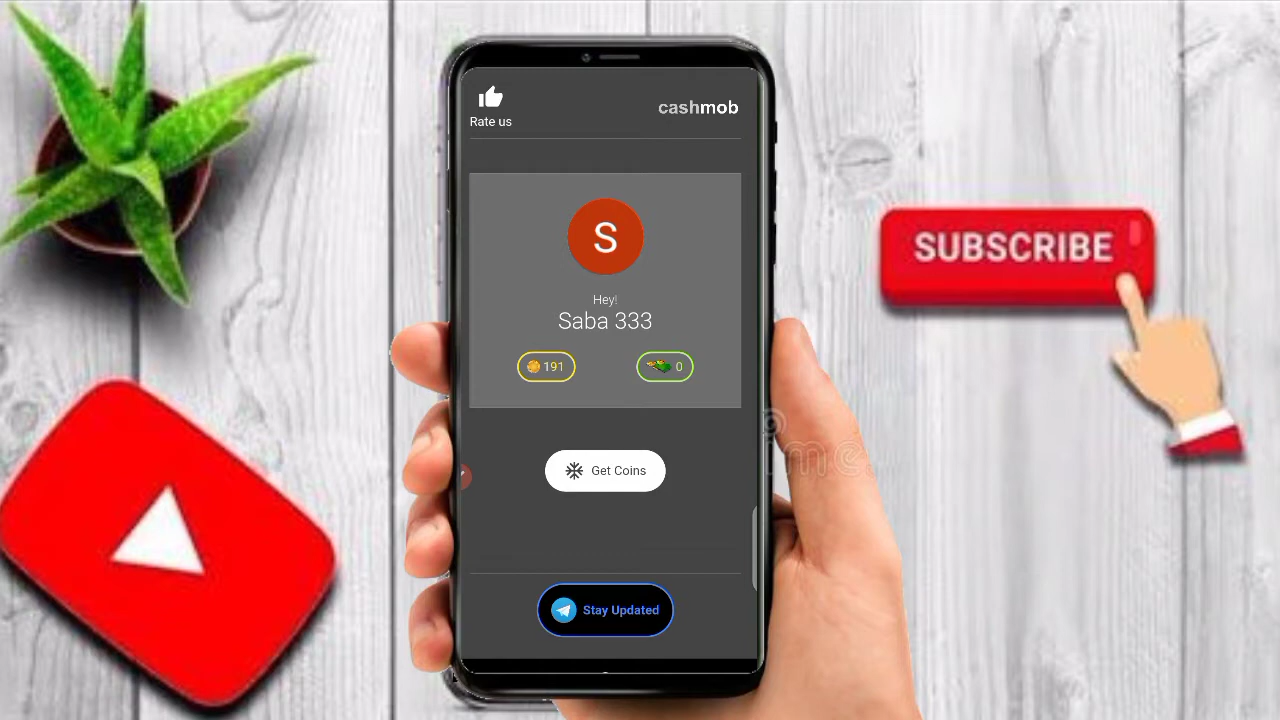 Rate us
cashmob
S
Hey!
Saba 333
191
0
Get Coins
Stay Updated
SUBSCRIBE